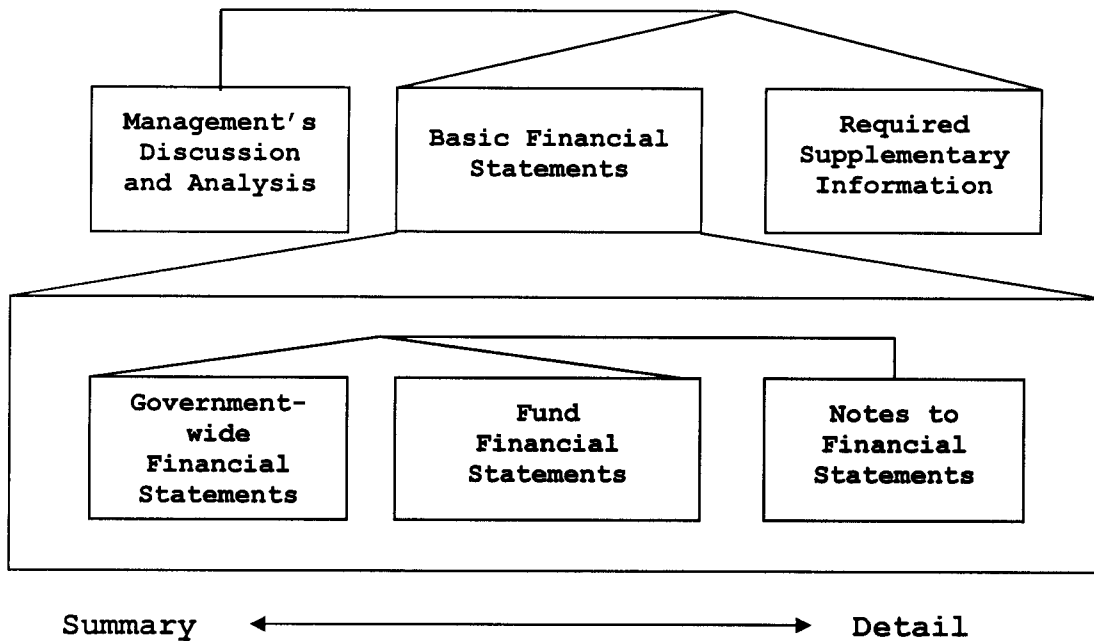 Management's
Discussion
and Analysis
Basic Financial
Statements
Required
Supplementary
Information
Government-
wide
Financial
Statements
Fund
Financial
Statements
Notes to
Financial
Statements
Summary
Detail